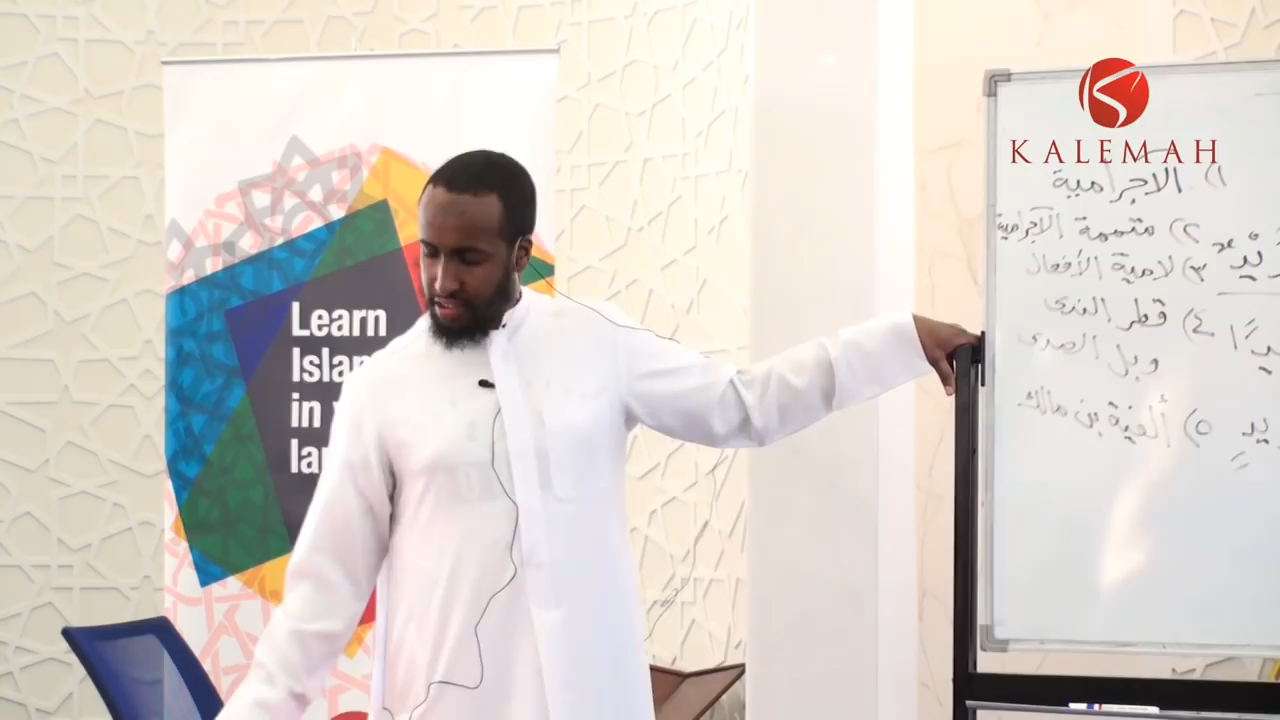 Learn
Islam
in
KALEMAH
١) الاجرامية
٢) متممة الآجرامية
٣) لامية الأفعال
٤) قطر الندى
وبل الصدى
٥) ألفية بن مالك